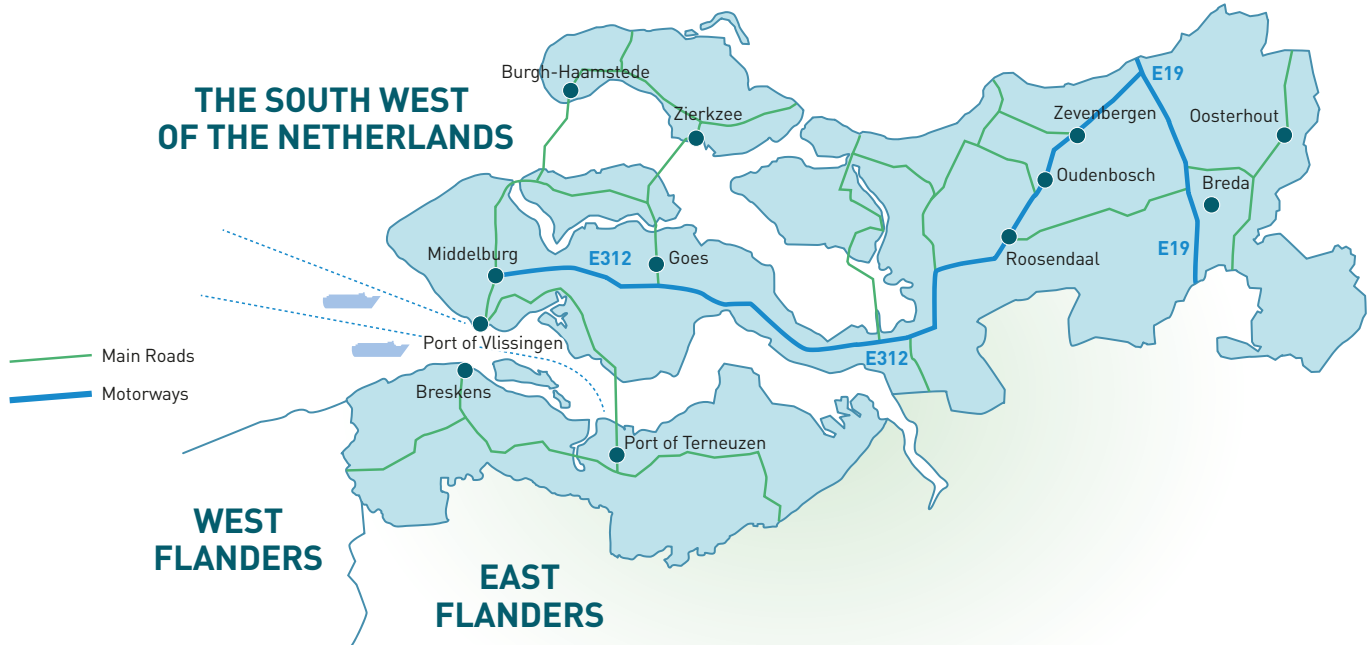 THE SOUTH WEST
OF THE NETHERLANDS
Burgh-Haamstede
Zierkzee
E19
Zevenbergen
Oosterhout
Oudenbosch
Breda
Middelburg
E312
Goes
E19
Roosendaal
Port of Vlissingen
Main Roads
E312
Motorways
Breskens
Port of Terneuzen
WEST
FLANDERS
EAST
FLANDERS